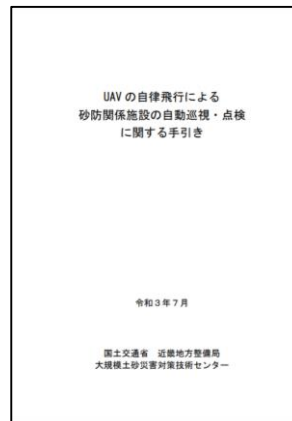 UAVの自律飛行による
砂防関係施設の自動巡視・点検
に関する手引き
令和3年7月
国土交通省 近畿地方整備局
大規模土砂災害対策技術センター